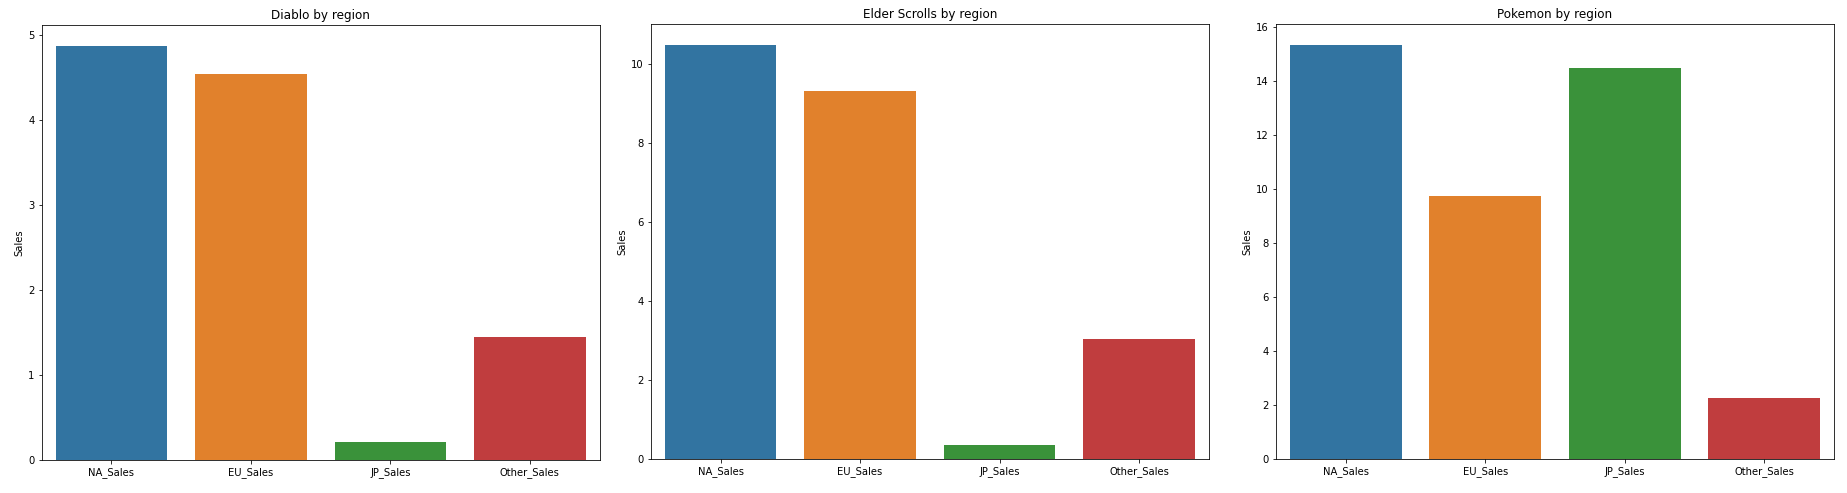 Diablo by region
Sales
5
4
3
2
1
0
NA_Sales EU_Sales JP_Sales Other_Sales
Elder Scrolls by region
Sales
10
8
6
4
2
0
NA_Sales EU_Sales JP_Sales Other_Sales
Pokemon by region
Sales
16
14
12
10
8
6
4
2
0
NA_Sales EU_Sales JP_Sales Other_Sales